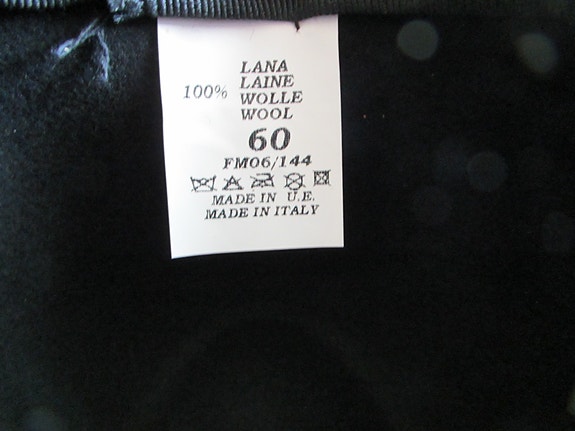 LANA
LAINE
100% WOLLE
WOOL
60
FM06/144
MADE IN U.E.
MADE IN ITALY